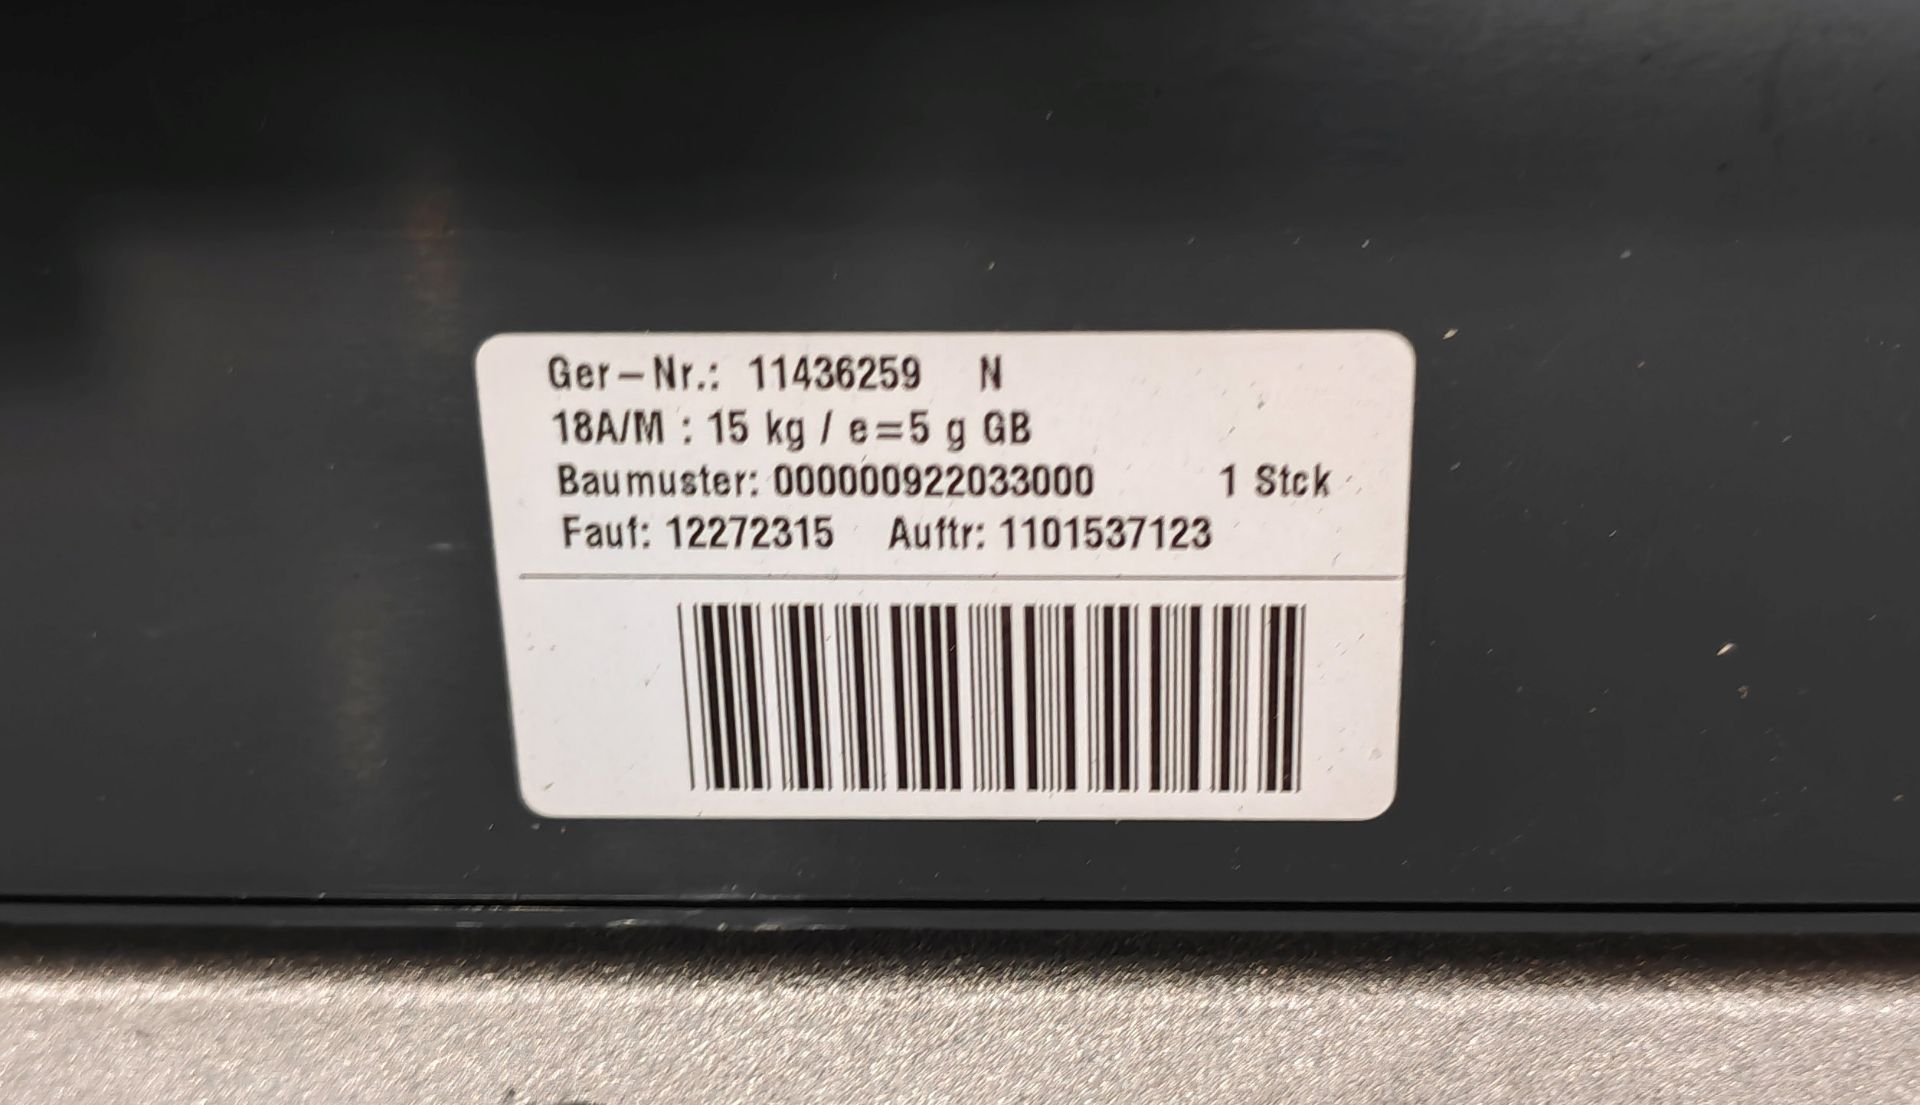 Ger-Nr.: 11436259 N
18A/M : 15 kg / e=5 g GB
Baumuster: 000000922033000 1 Stck
Fauf: 12272315 Auftr: 1101537123